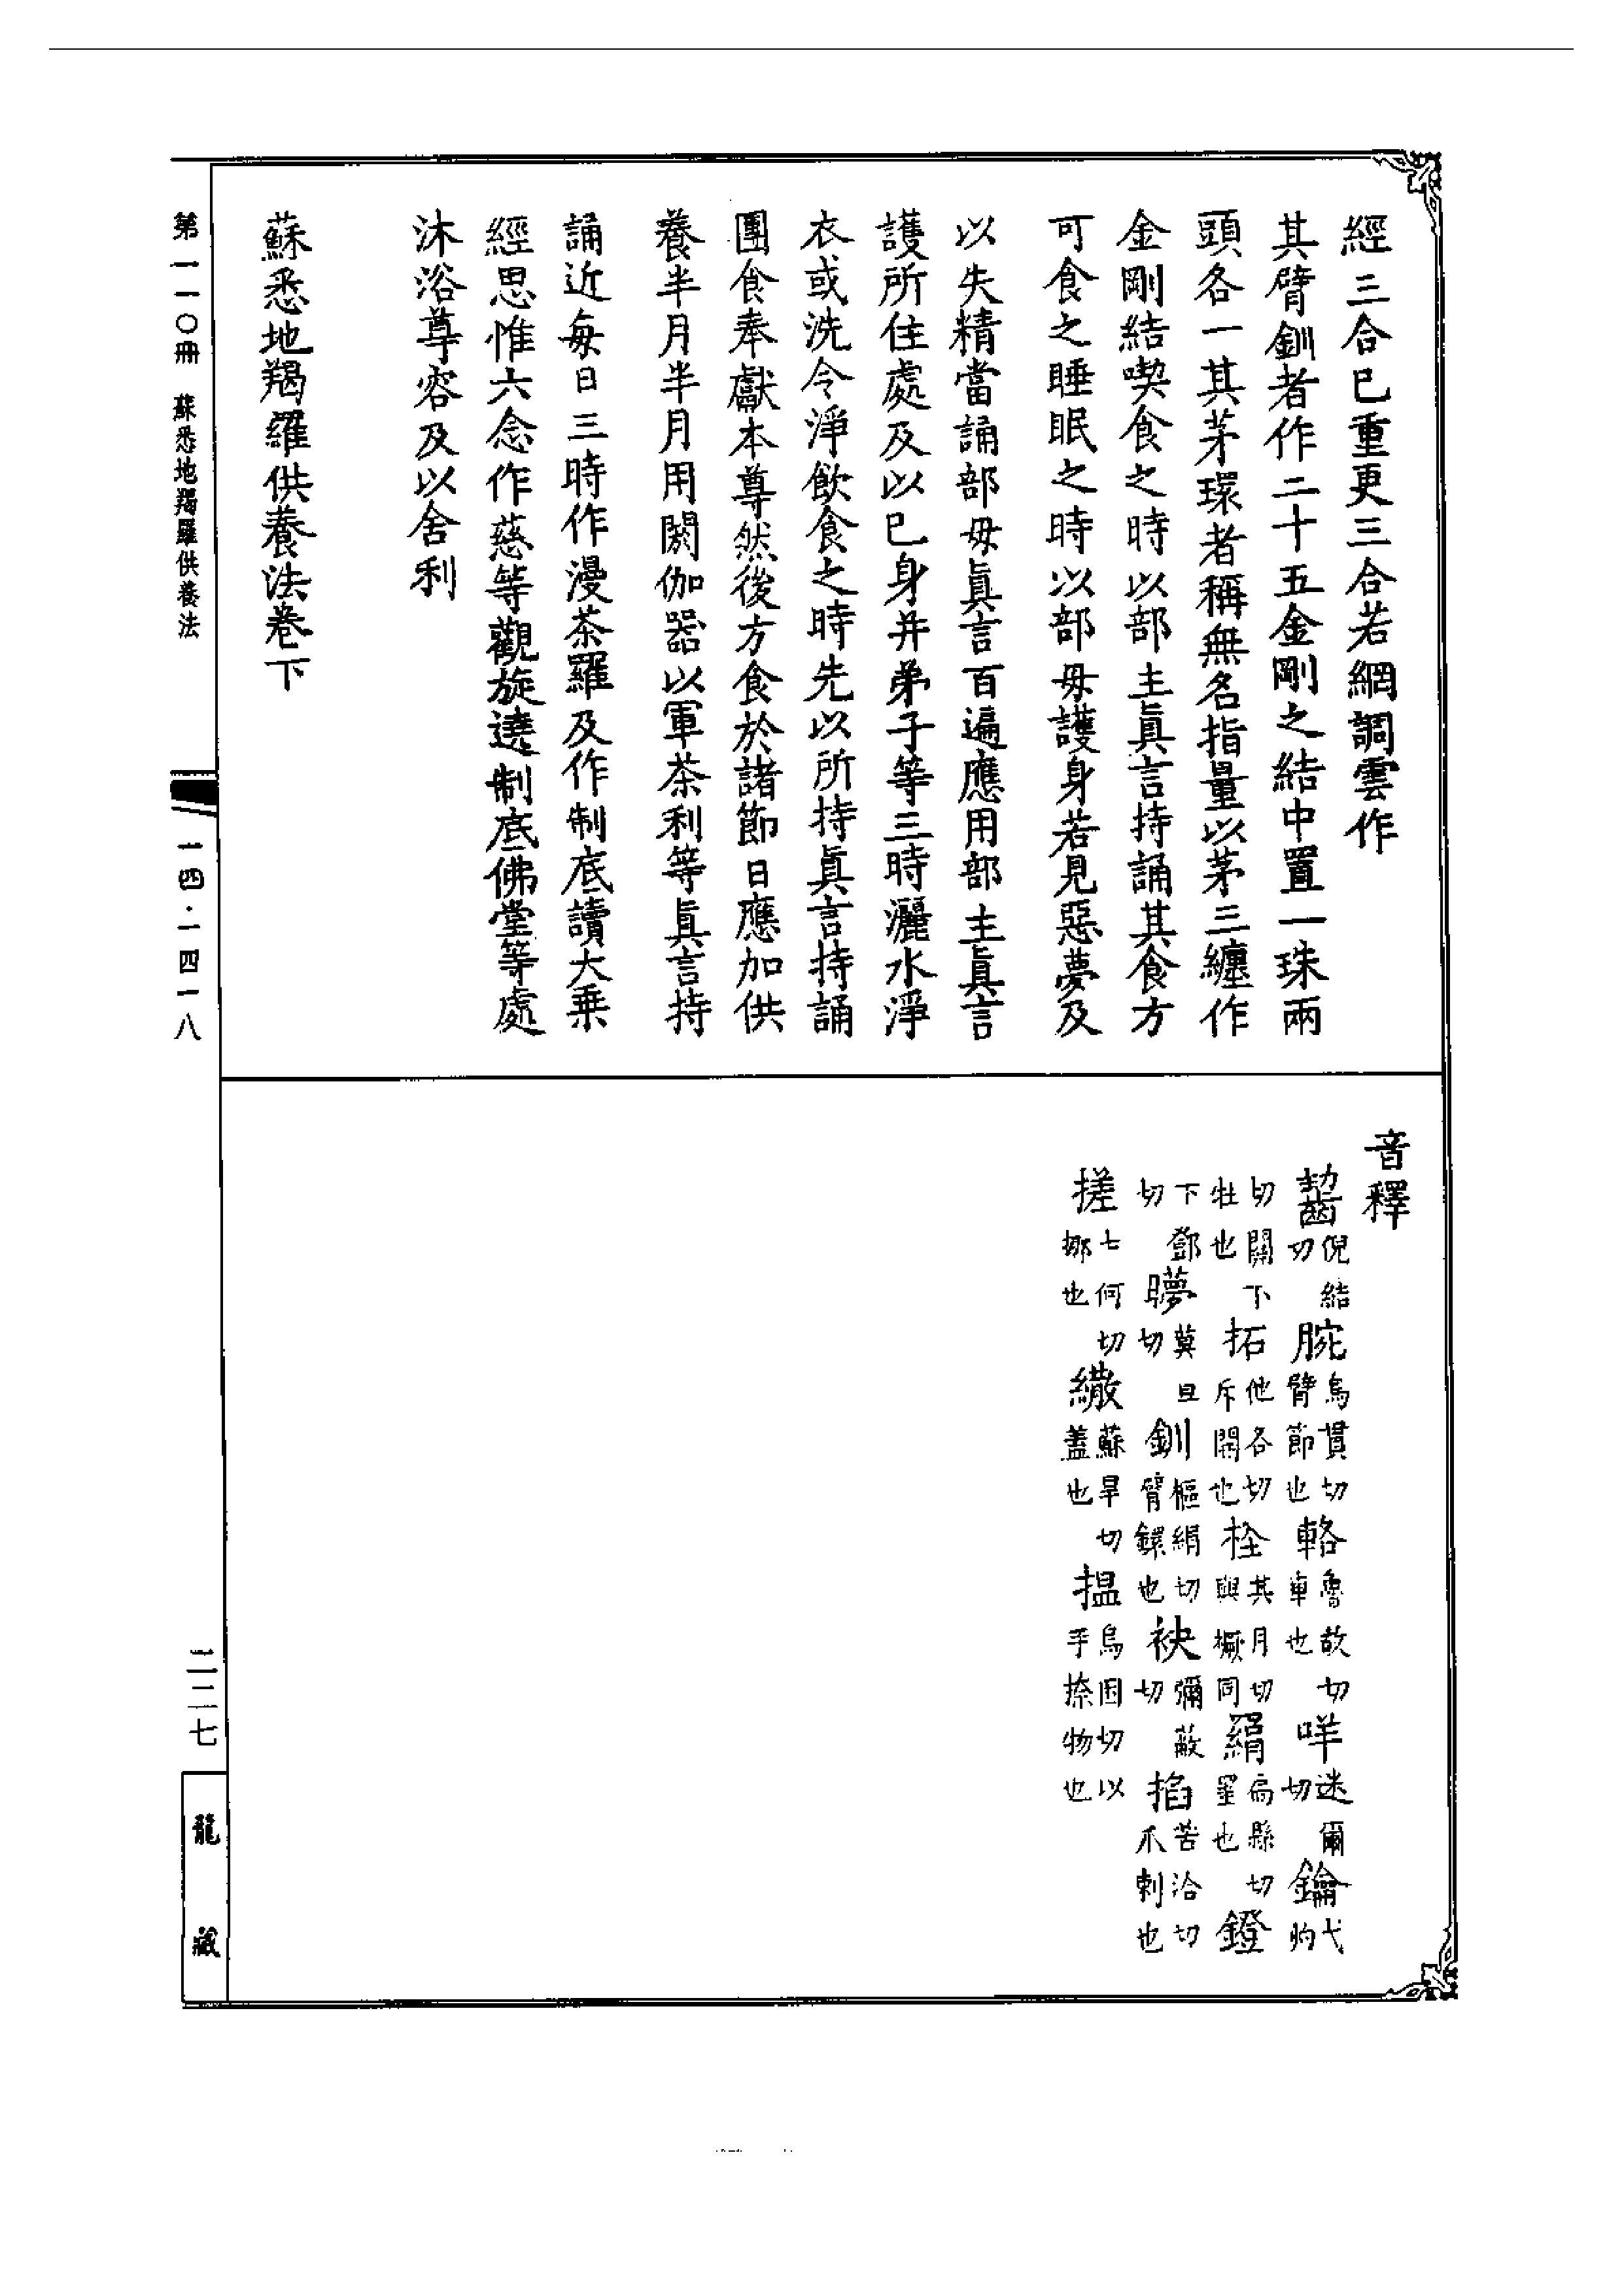 經三合已重更三合若網調雲作
其臂釧者作二十五金剛之結中置一珠兩
頭各一其茅環者稱無名指量以茅三纏作
金剛結喫食之時以部主眞言持誦其食方
可食之睡眠之時以部母護身若見惡夢及
以失精當誦部母眞言百遍應用部主眞言
護所住處及以已身并弟子等三時灑水淨
衣或洗令淨飲食之時先以所持眞言持誦
團食奉獻本尊然後方食於諸節日應加供
養半月半月用閼伽器以軍茶利等眞言持
誦近每日三時作漫茶羅及作制底讀大乗
經思惟六念作慈等觀旋遶制底佛堂等處
沐浴尊容及以舍利
蘇悉地羯羅供養法卷下
音釋
齧倪結切 腕烏貫切臂節也 輅魯故切車也 哶迷爾切 鑰弋灼
切關下牡也 拓他各切斥開也 栓其月切與橛同 罥扃縣切罣也 鐙
下鄧切 瞢莫旦切 釧樞絹切臂鐶也 袂彌蔽切 掐苦洽切爪刺也
搓七何切挪也 繖蘇旱切蓋也 搵烏困切以手捺物也
第一一〇冊 蘇悉地羯羅供養法
一四·一四一八
二二七
龍藏